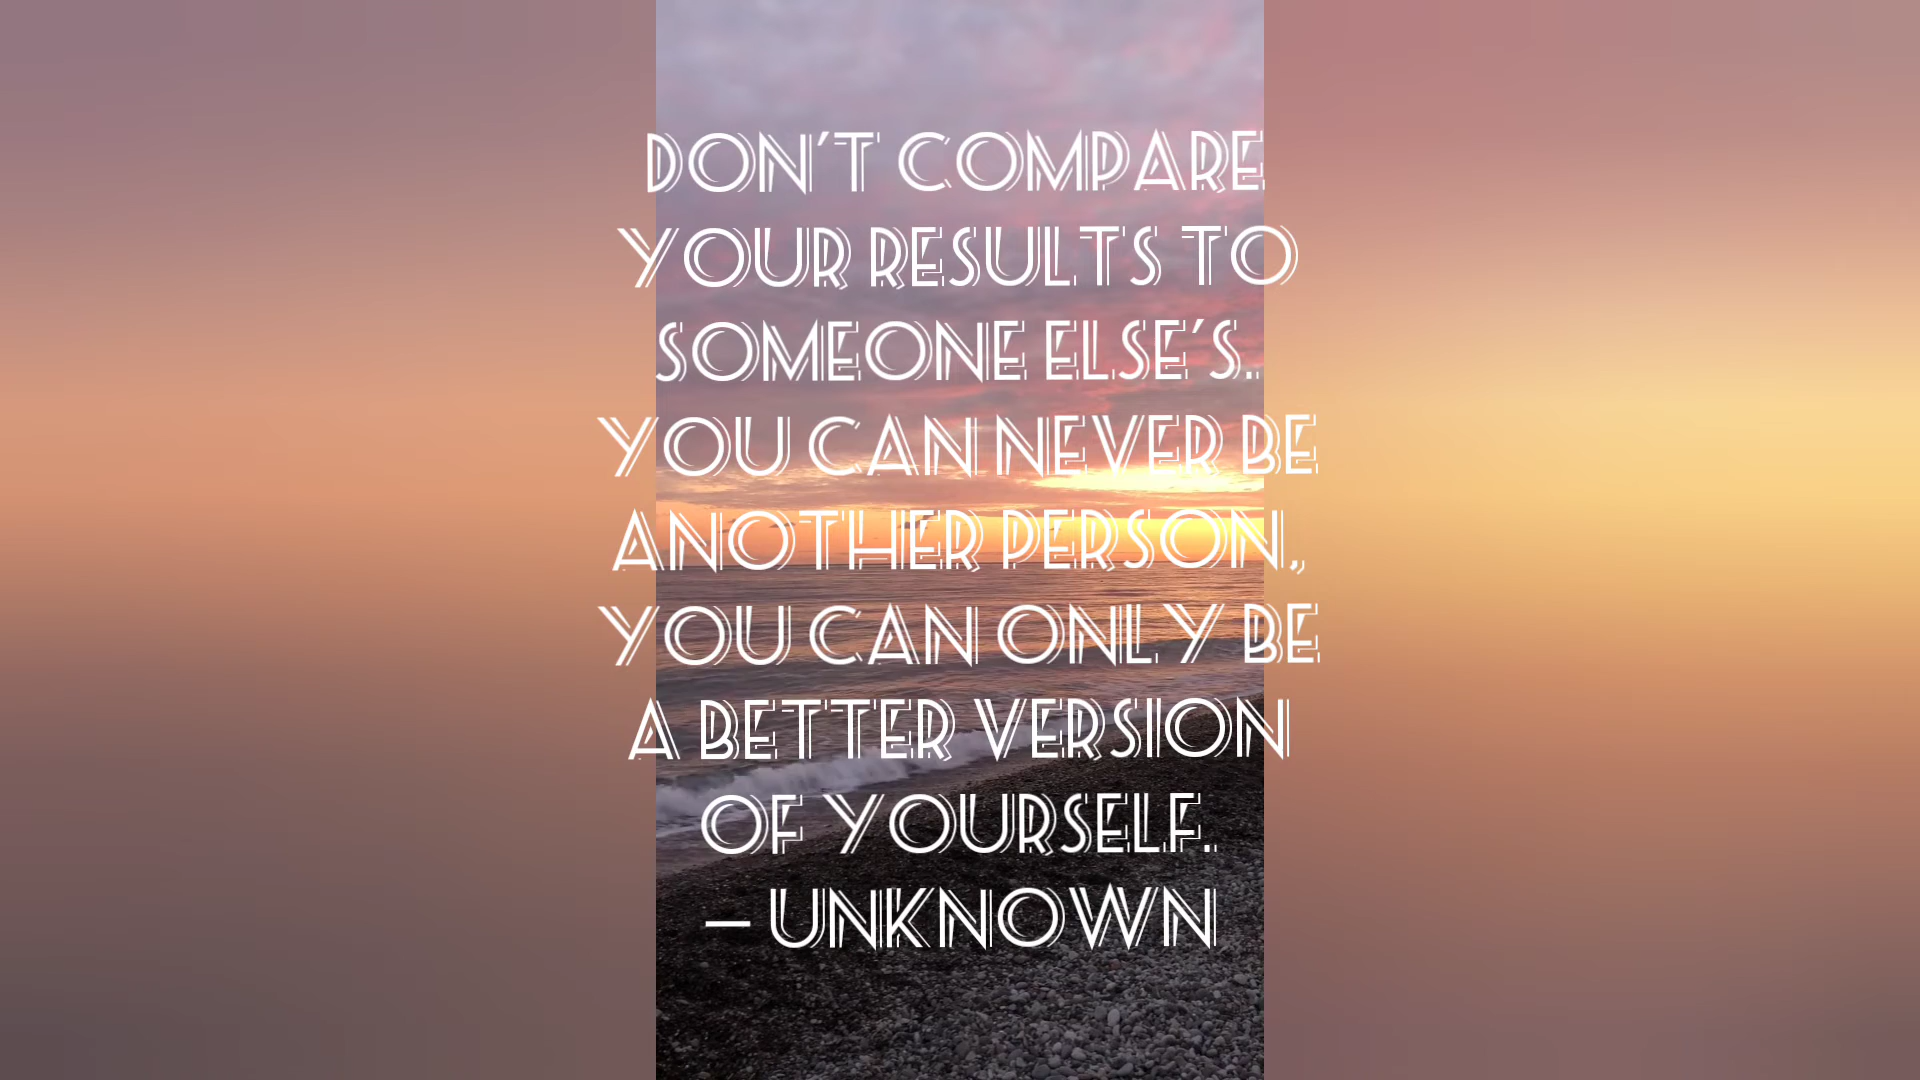 DON'T COMPARE
YOUR RESULTS TO
SOMEONE ELSE'S.
YOU CAN NEVER BE
ANOTHER PERSON,
YOU CAN ONLY BE
A BETTER VERSION
OF YOURSELF.
– UNKNOWN